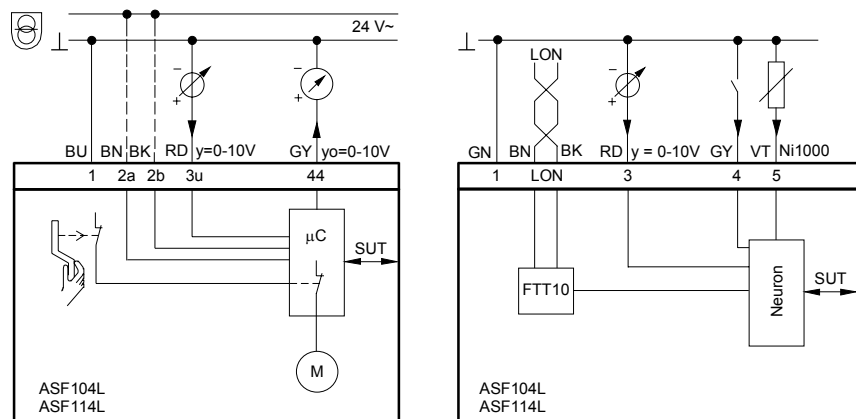 24 V~
⊥
−
+
−
+
BU BN BK RD y=0-10V GY yo=0-10V
1 2a 2b 3u 44
µC
SUT
M
ASF104L
ASF114L
⊥
LON
−
+
GN BN BK RD y = 0-10V GY VT Ni1000
1 LON 3 4 5
FTT10
Neuron
SUT
ASF104L
ASF114L